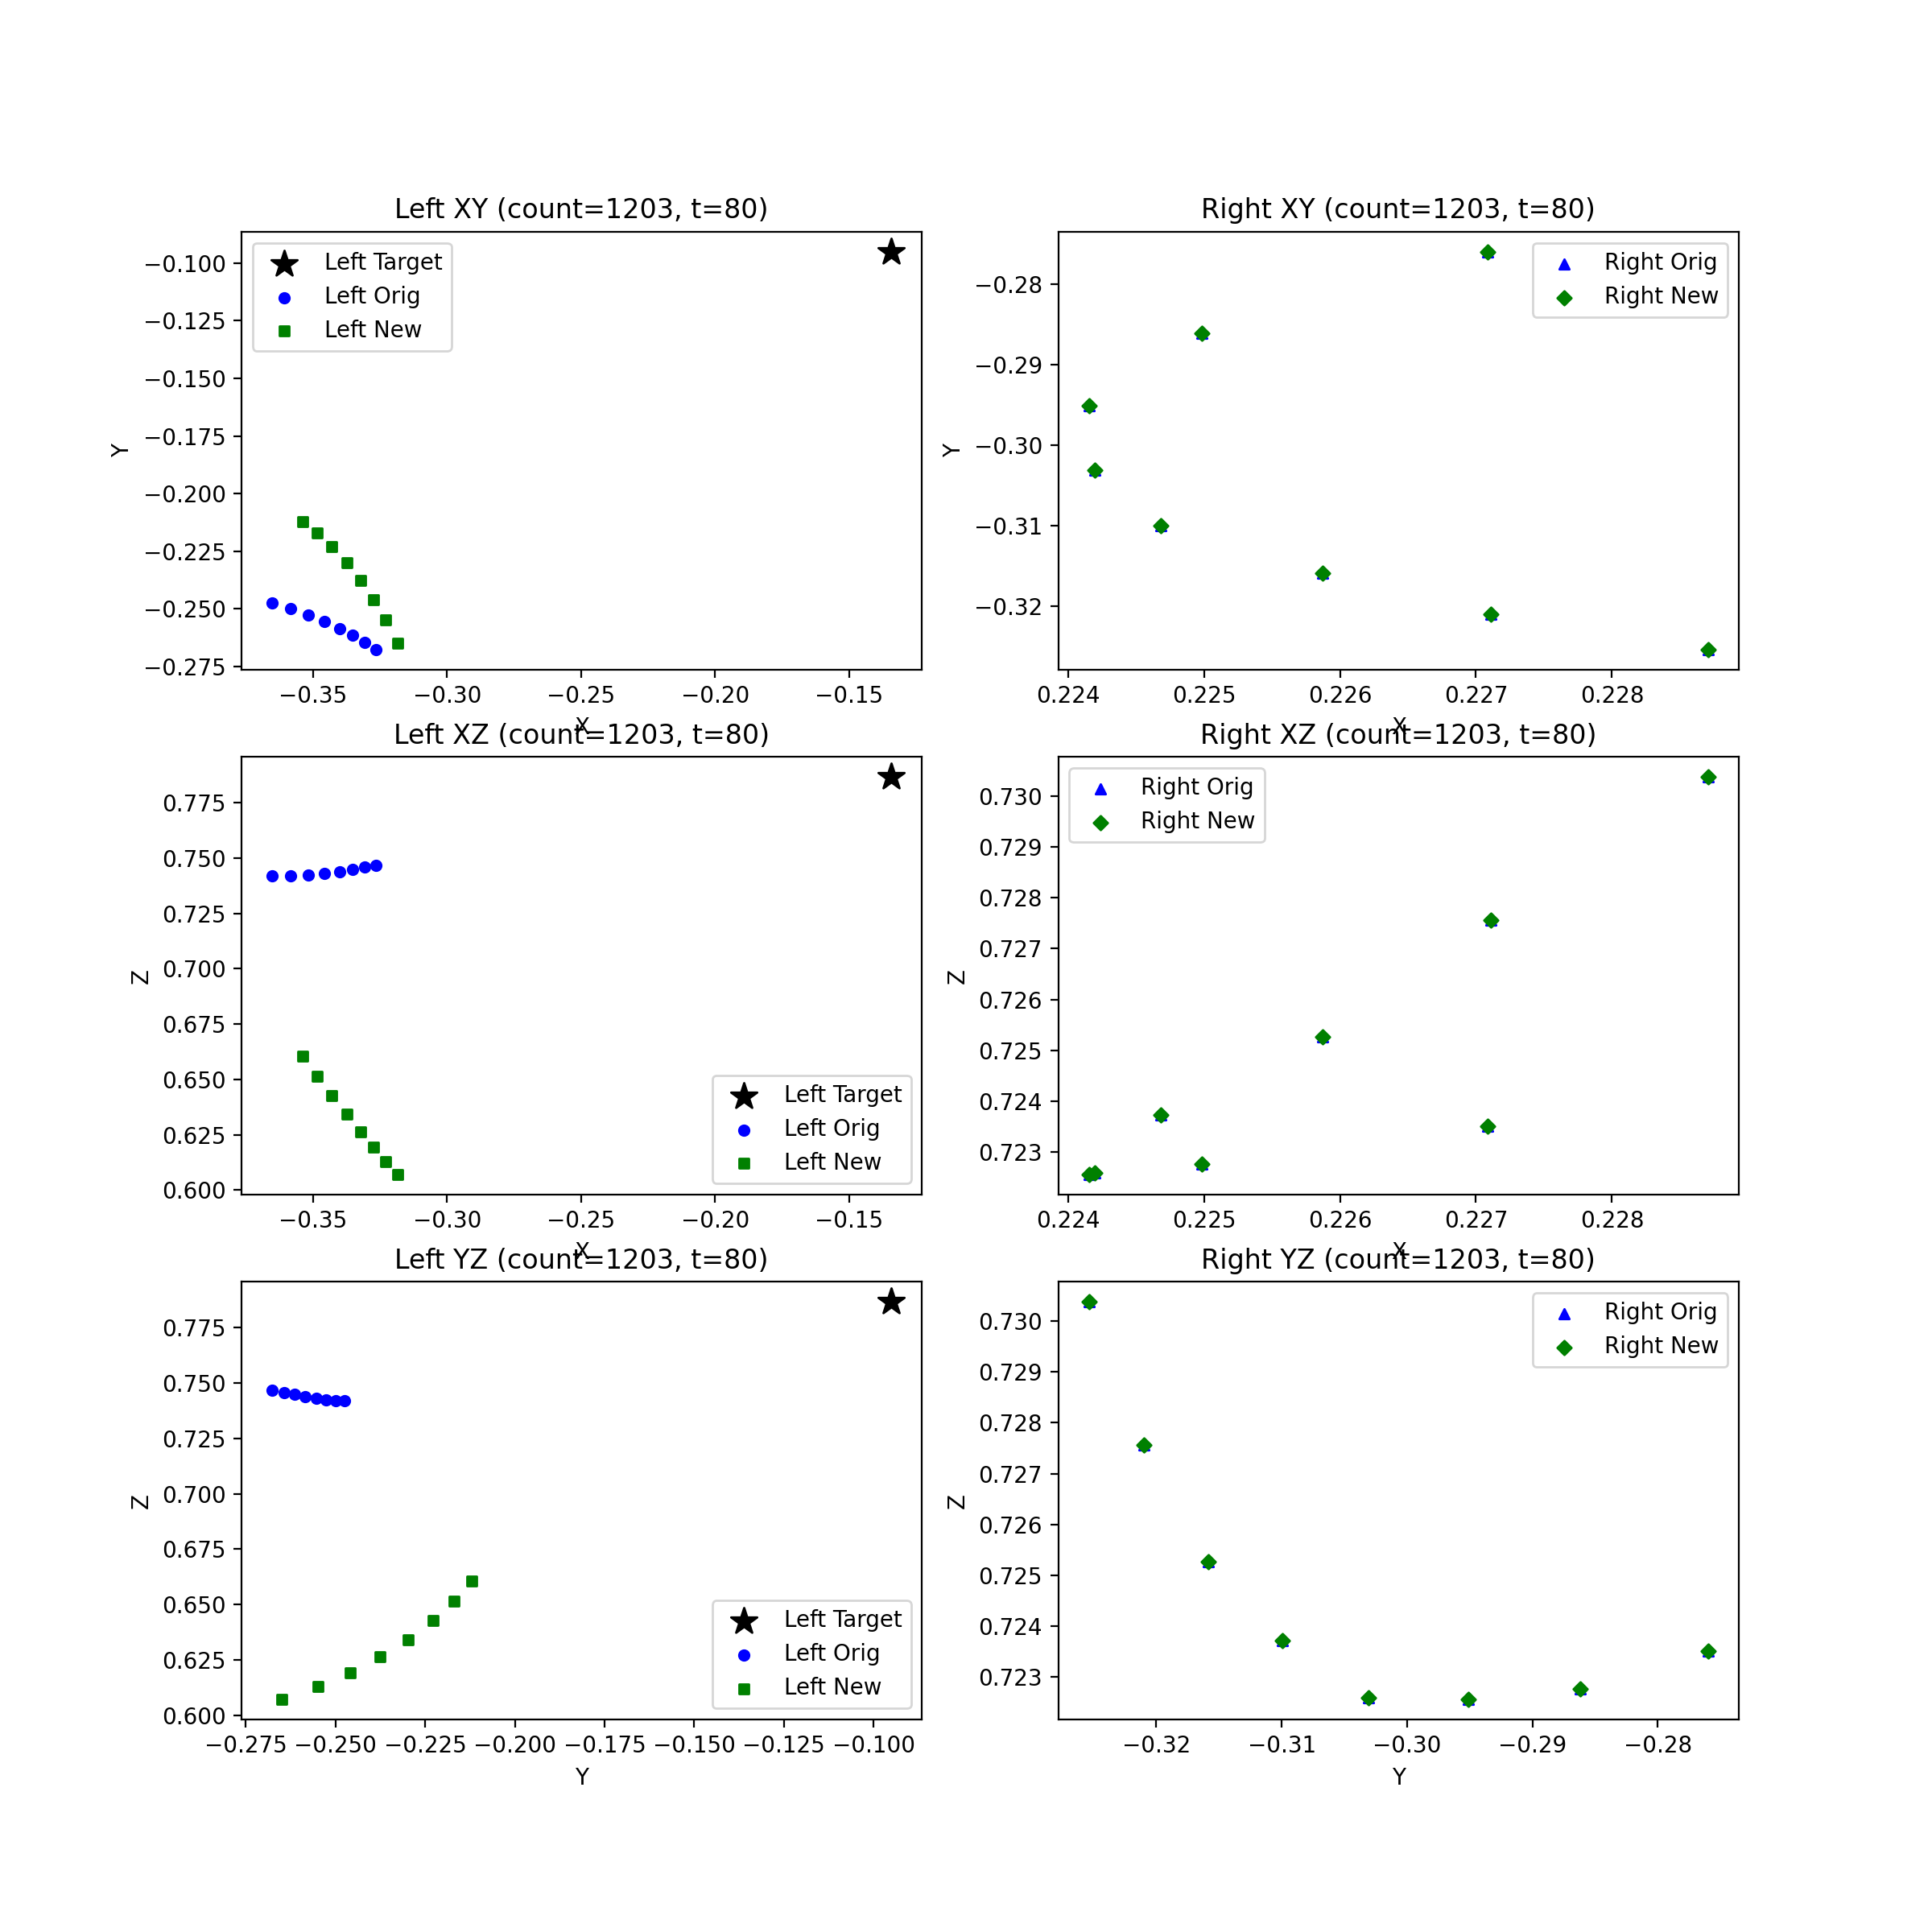 Left XY (count=1203, t=80)
Left Target
Left Orig
Left New
−0.100
−0.125
−0.150
−0.175
−0.200
−0.225
−0.250
−0.275
Y
−0.35 −0.30 −0.25 −0.20 −0.15
X
Right XY (count=1203, t=80)
Right Orig
Right New
−0.28
−0.29
−0.30
−0.31
−0.32
Y
0.224 0.225 0.226 0.227 0.228
X
Left XZ (count=1203, t=80)
0.775
0.750
0.725
0.700
0.675
0.650
0.625
0.600
Z
Left Target
Left Orig
Left New
−0.35 −0.30 −0.25 −0.20 −0.15
X
Right XZ (count=1203, t=80)
Right Orig
Right New
0.730
0.729
0.728
0.727
0.726
0.725
0.724
0.723
Z
0.224 0.225 0.226 0.227 0.228
X
Left YZ (count=1203, t=80)
0.775
0.750
0.725
0.700
0.675
0.650
0.625
0.600
Z
Left Target
Left Orig
Left New
−0.275 −0.250 −0.225 −0.200 −0.175 −0.150 −0.125 −0.100
Y
Right YZ (count=1203, t=80)
Right Orig
Right New
0.730
0.729
0.728
0.727
0.726
0.725
0.724
0.723
Z
−0.32 −0.31 −0.30 −0.29 −0.28
Y